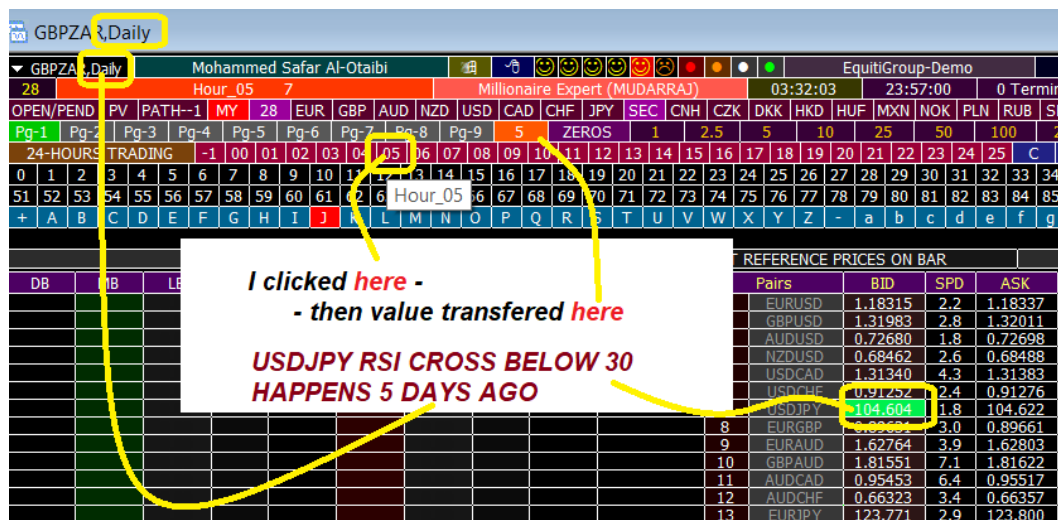 GBPZAR,Daily
GBPZAR,Daily Mohammed Safar Al-Otaibi EquitiGroup-Demo
28 Hour_05 7 Millionaire Expert (MUDARRAJ) 03:32:03 23:57:00 0 Termin
OPEN/PEND PV PATH--1 MY 28 EUR GBP AUD NZD USD CAD CHF JPY SEC CNH CZK DKK HKD HUF MXN NOK PLN RUB S
Pg-1 Pg-2 Pg-3 Pg-4 Pg-5 Pg-6 Pg-7 Pg-8 Pg-9 5 ZEROS 1 2.5 5 10 25 50 100 2
24-HOURS TRADING -1 00 01 02 03 04 05 06 07 08 09 10 11 12 13 14 15 16 17 18 19 20 21 22 23 24 25 C
0 1 2 3 4 5 6 7 8 9 10 11 12 13 14 15 16 17 18 19 20 21 22 23 24 25 26 27 28 29 30 31 32 33 34
51 52 53 54 55 56 57 58 59 60 61 62 66 67 68 69 70 71 72 73 74 75 76 77 78 79 80 81 82 83 84 85
Hour_05
+ A B C D E F G H I J K L M N O P Q R S T U V W X Y Z - a b c d e f g
REFERENCE PRICES ON BAR
DB MB Pairs BID SPD ASK
I clicked here -
- then value transfered here
USDJPY RSI CROSS BELOW 30
HAPPENS 5 DAYS AGO
EURUSD 1.18315 2.2 1.18337
GBPUSD 1.31983 2.8 1.32011
AUDUSD 0.72680 1.8 0.72698
NZDUSD 0.68462 2.6 0.68488
USDCAD 1.31340 4.3 1.31383
USDCHF 0.91252 2.4 0.91276
USDJPY 104.604 1.8 104.622
8 EURGBP 0.89631 3.0 0.89661
9 EURAUD 1.62764 3.9 1.62803
10 GBPAUD 1.81551 7.1 1.81622
11 AUDCAD 0.95453 6.4 0.95517
12 AUDCHF 0.66323 3.4 0.66357
13 EURJPY 123.771 2.9 123.800